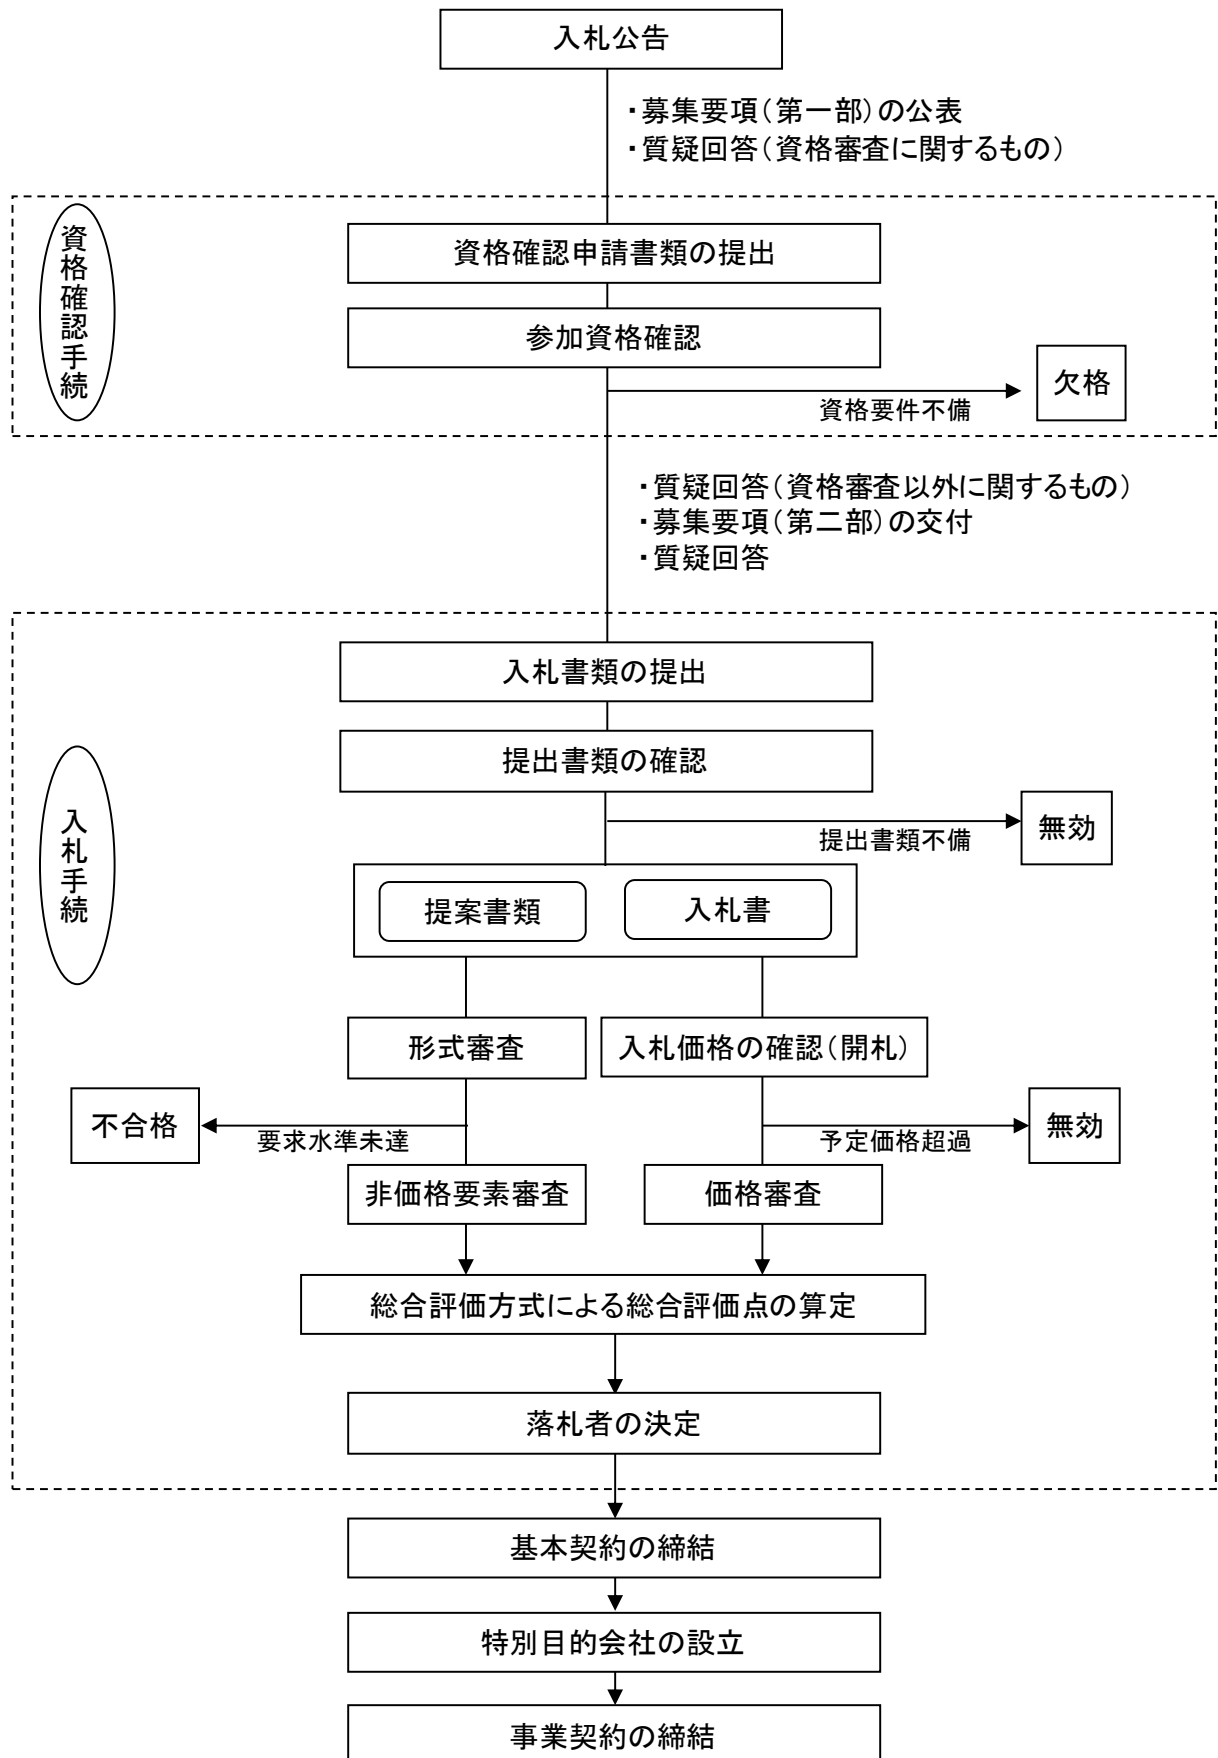 入札公告
・募集要項（第一部）の公表
・質疑回答（資格審査に関するもの）
資格確認手続
資格確認申請書類の提出
参加資格確認
資格要件不備
欠格
・質疑回答（資格審査以外に関するもの）
・募集要項（第二部）の交付
・質疑回答
入札手続
入札書類の提出
提出書類の確認
提出書類不備
無効
提案書類
入札書
形式審査
入札価格の確認（開札）
不合格
要求水準未達
予定価格超過
無効
非価格要素審査
価格審査
総合評価方式による総合評価点の算定
落札者の決定
基本契約の締結
特別目的会社の設立
事業契約の締結